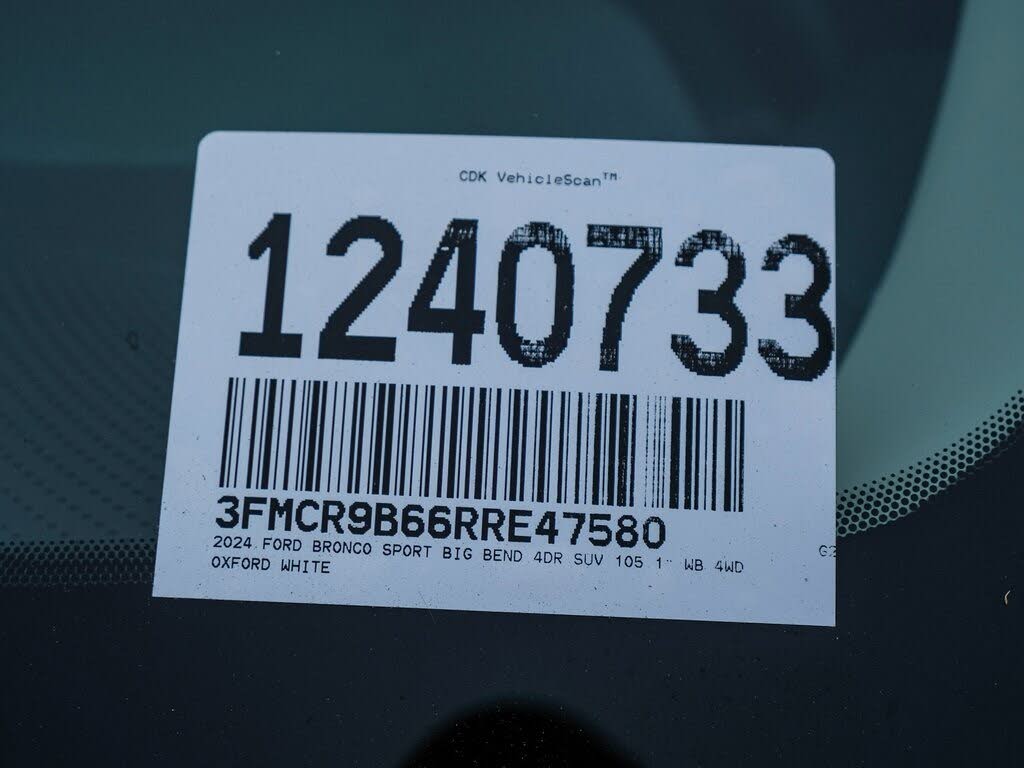 CDK VehicleScan™
1240733
3FMCR9B66RRE47580
2024 FORD BRONCO SPORT BIG BEND 4DR SUV 105 1" WB 4WD
OXFORD WHITE